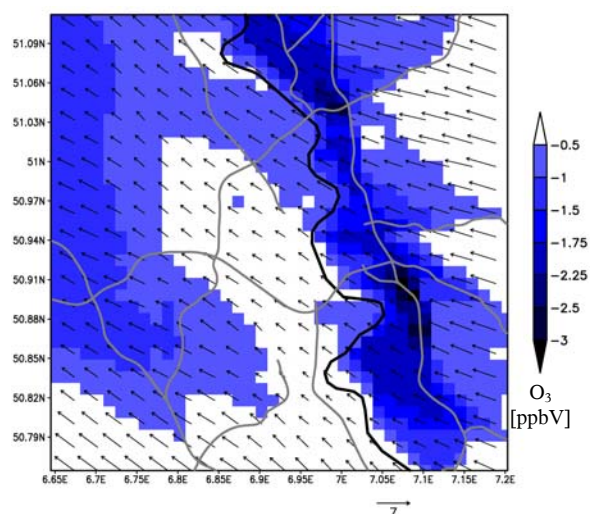 51.09N
51.06N
51.03N
51N
50.97N
50.94N
50.91N
50.88N
50.85N
50.82N
50.79N
6.65E 6.7E 6.75E 6.8E 6.85E 6.9E 6.95E 7E 7.05E 7.1E 7.15E 7.2E
7
-0.5
-1
-1.5
-1.75
-2.25
-2.5
-3
O₃
[ppbV]